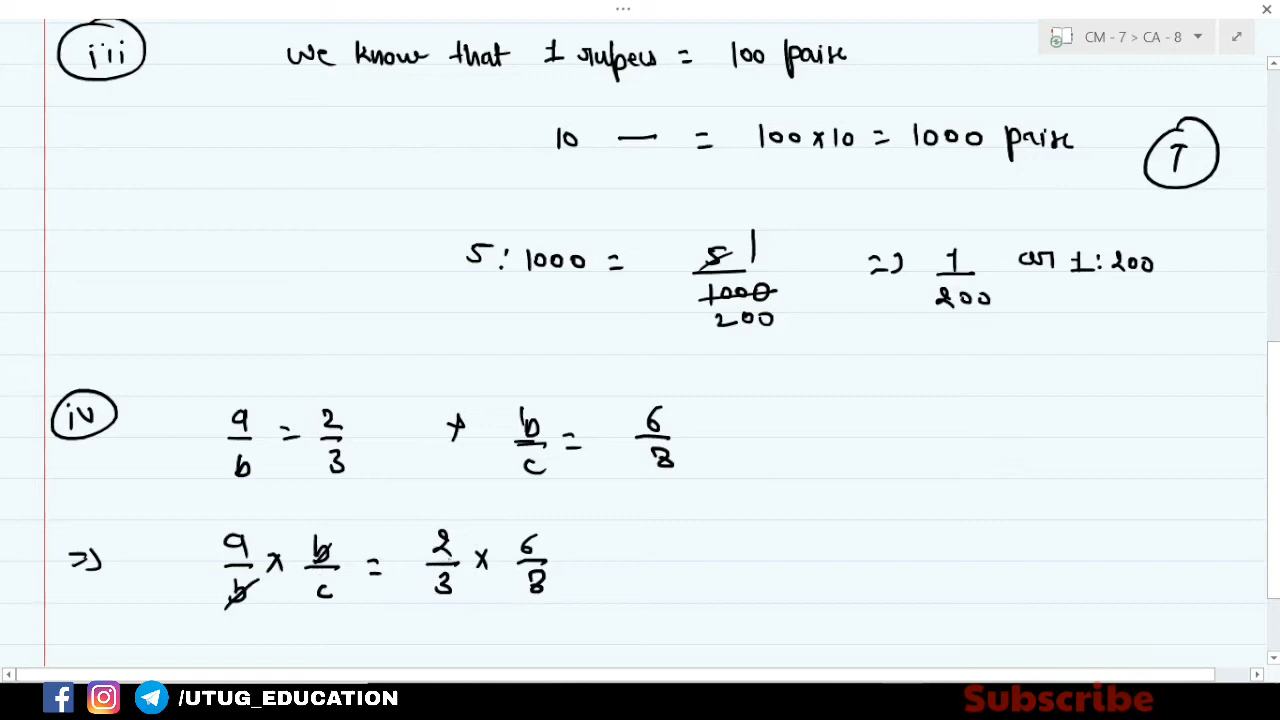 ...
CM - 7 > CA - 8
iii we know that 1 rupees = 100 paise
10 — = 100 × 10 = 1000 paise T
5 : 1000 = 5 1 / 1000 200 => 1/200 or 1 : 200
iv a/b = 2/3 , b/c = 6/8
=> a/b × b/c = 2/3 × 6/8
/UTUG_EDUCATION
Subscribe